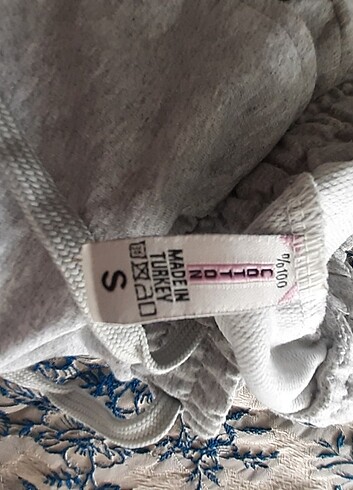 %100
COTTON
MADE IN
TURKEY
S